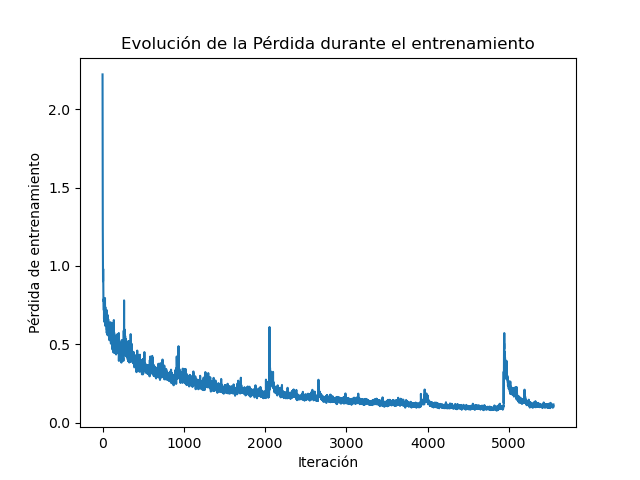 Evolución de la Pérdida durante el entrenamiento
Pérdida de entrenamiento
2.0
1.5
1.0
0.5
0.0
0 1000 2000 3000 4000 5000
Iteración